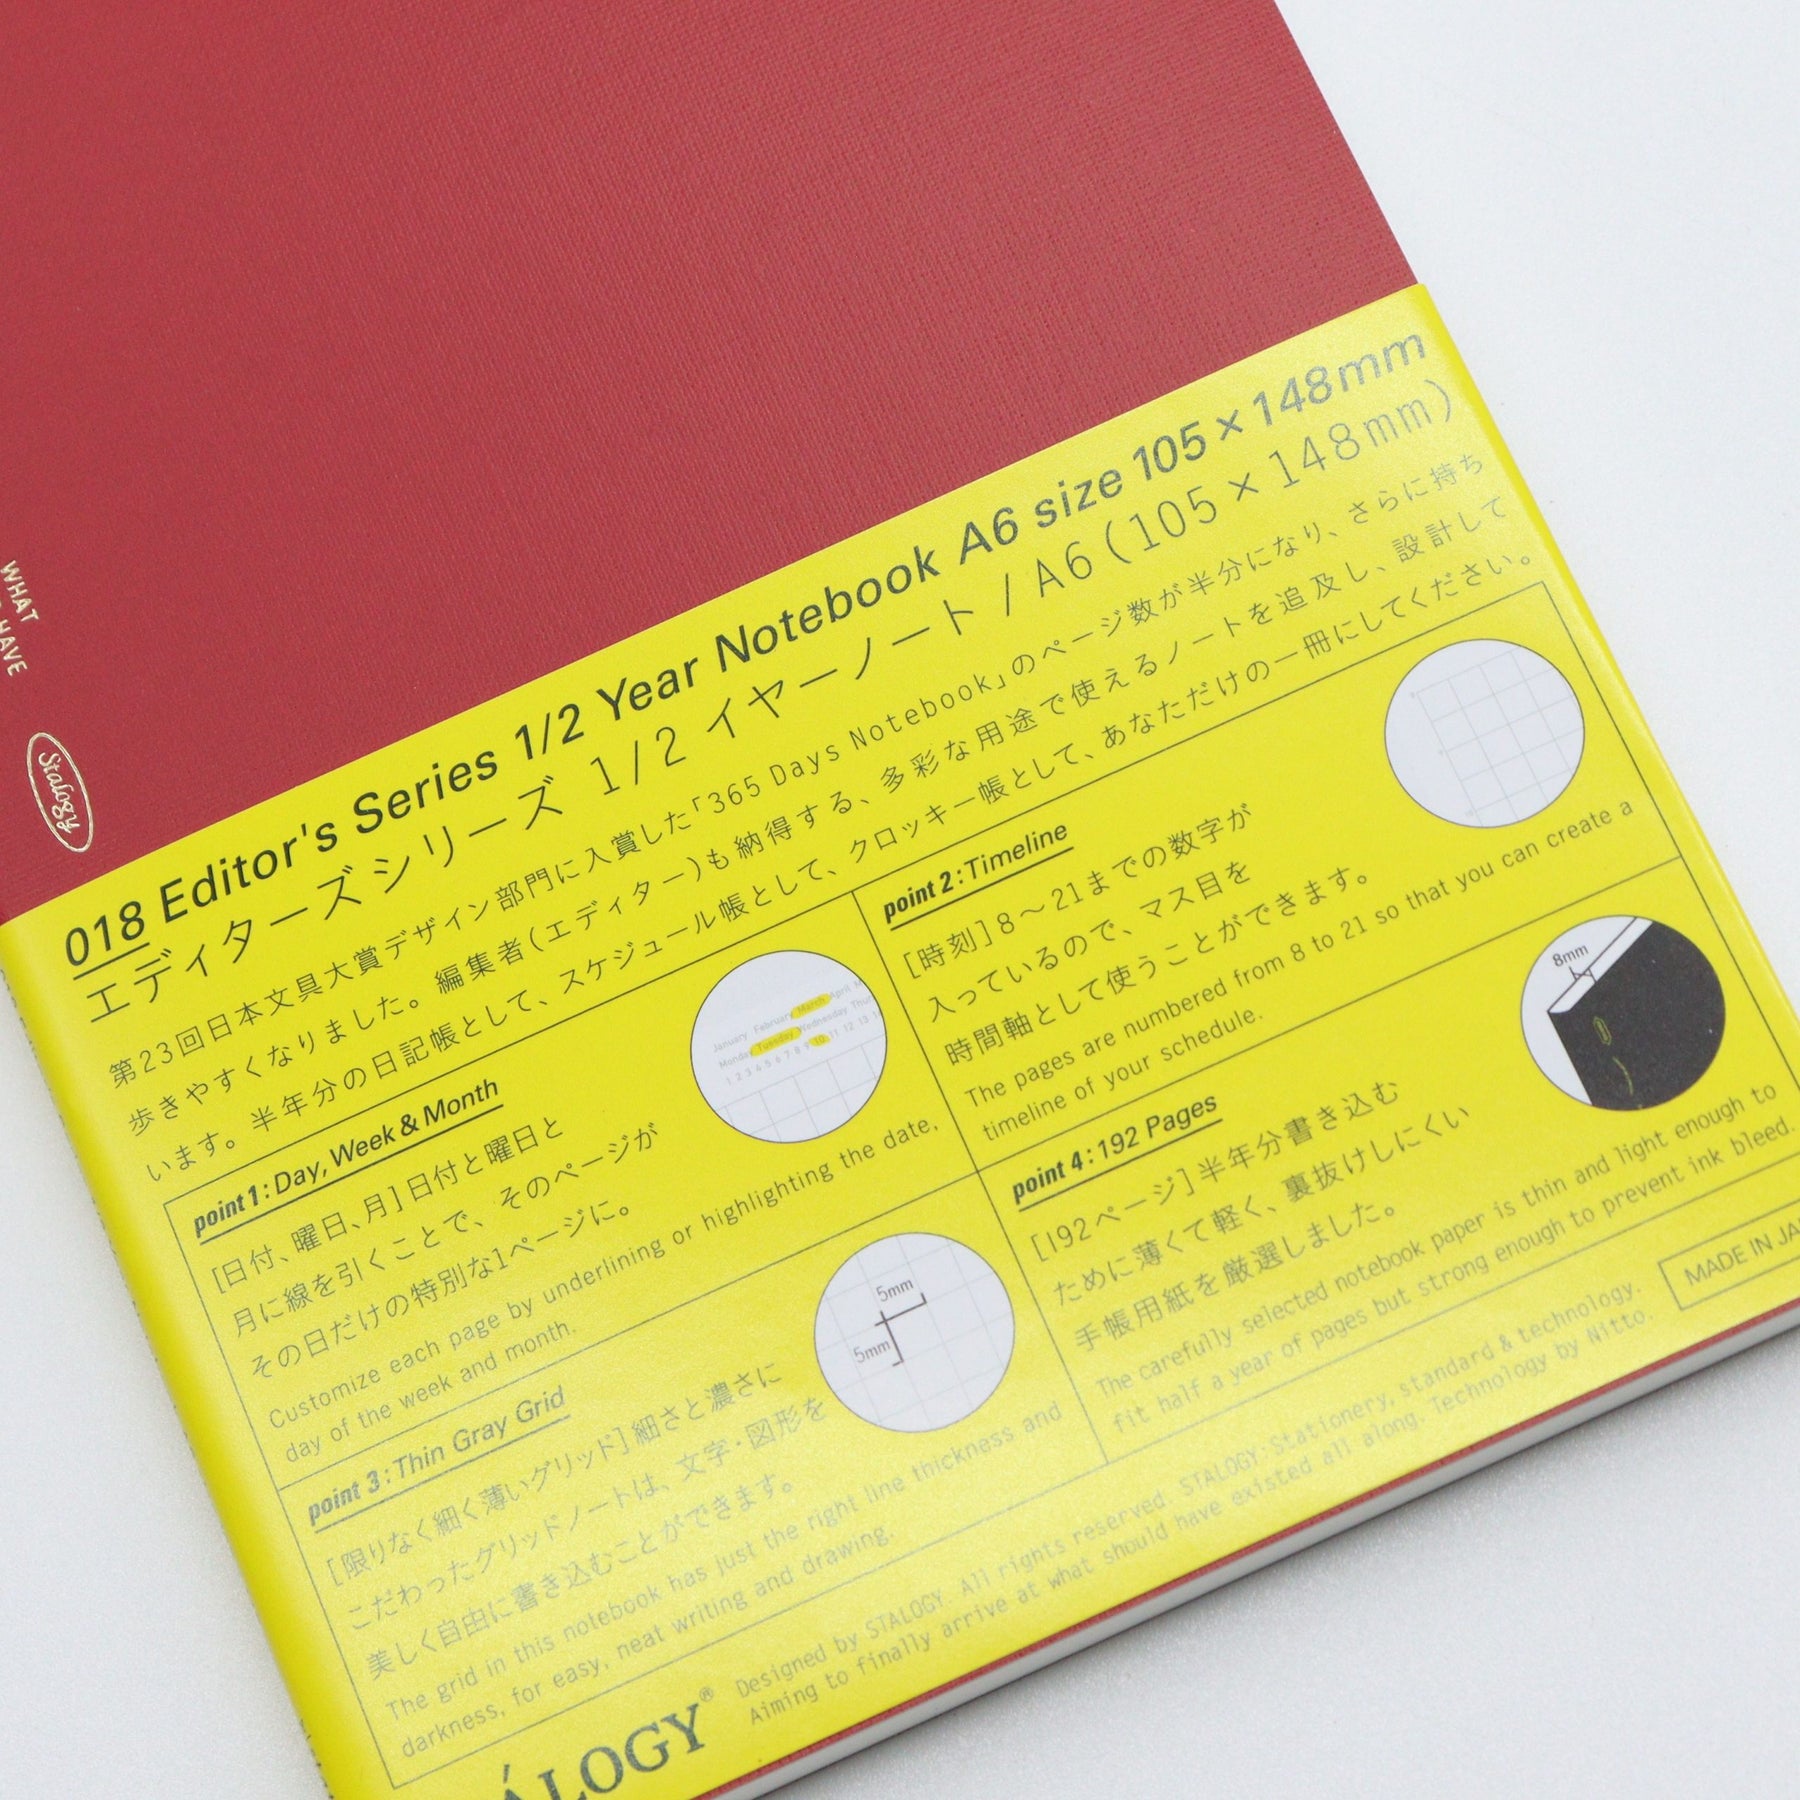 WHAT
HAVE
Stalogy
018 Editor's Series 1/2 Year Notebook A6 size 105 × 148mm
エディターズシリーズ 1/2 イヤーノート / A6 (105 × 148mm)
第23回日本文具大賞デザイン部門に入賞した「365 Days Notebook」のページ数が半分になり、さらに持ち
歩きやすくなりました。編集者(エディター)も納得する、多彩な用途で使えるノートを追及し、設計して
います。半年分の日記帳として、スケジュール帳として、クロッキー帳として、あなただけの一冊にしてください。
point 1 : Day, Week & Month
[日付、曜日、月] 日付と曜日と
月に線を引くことで、そのページが
その日だけの特別な1ページに。
Customize each page by underlining or highlighting the date,
day of the week and month.
January February March April
Monday Tuesday Wednesday Thu
1 2 3 4 5 6 7 8 9 10 11 12 13
point 2 : Timeline
[時刻] 8〜21までの数字が
入っているので、マス目を
時間軸として使うことができます。
The pages are numbered from 8 to 21 so that you can create a
timeline of your schedule.
point 3 : Thin Gray Grid
[限りなく細く薄いグリッド] 細さと濃さに
こだわったグリッドノートは、文字・図形を
美しく自由に書き込むことができます。
The grid in this notebook has just the right line thickness and
darkness, for easy, neat writing and drawing.
5mm
5mm
point 4 : 192 Pages
[192ページ] 半年分書き込む
ために薄くて軽く、裏抜けしにくい
手帳用紙を厳選しました。
The carefully selected notebook paper is thin and light enough to
fit half a year of pages but strong enough to prevent ink bleed.
8mm
ÁLOGY®
Designed by STALOGY. All rights reserved. STALOGY: Stationery, standard & technology.
Aiming to finally arrive at what should have existed all along. Technology by Nitto.
MADE IN JA